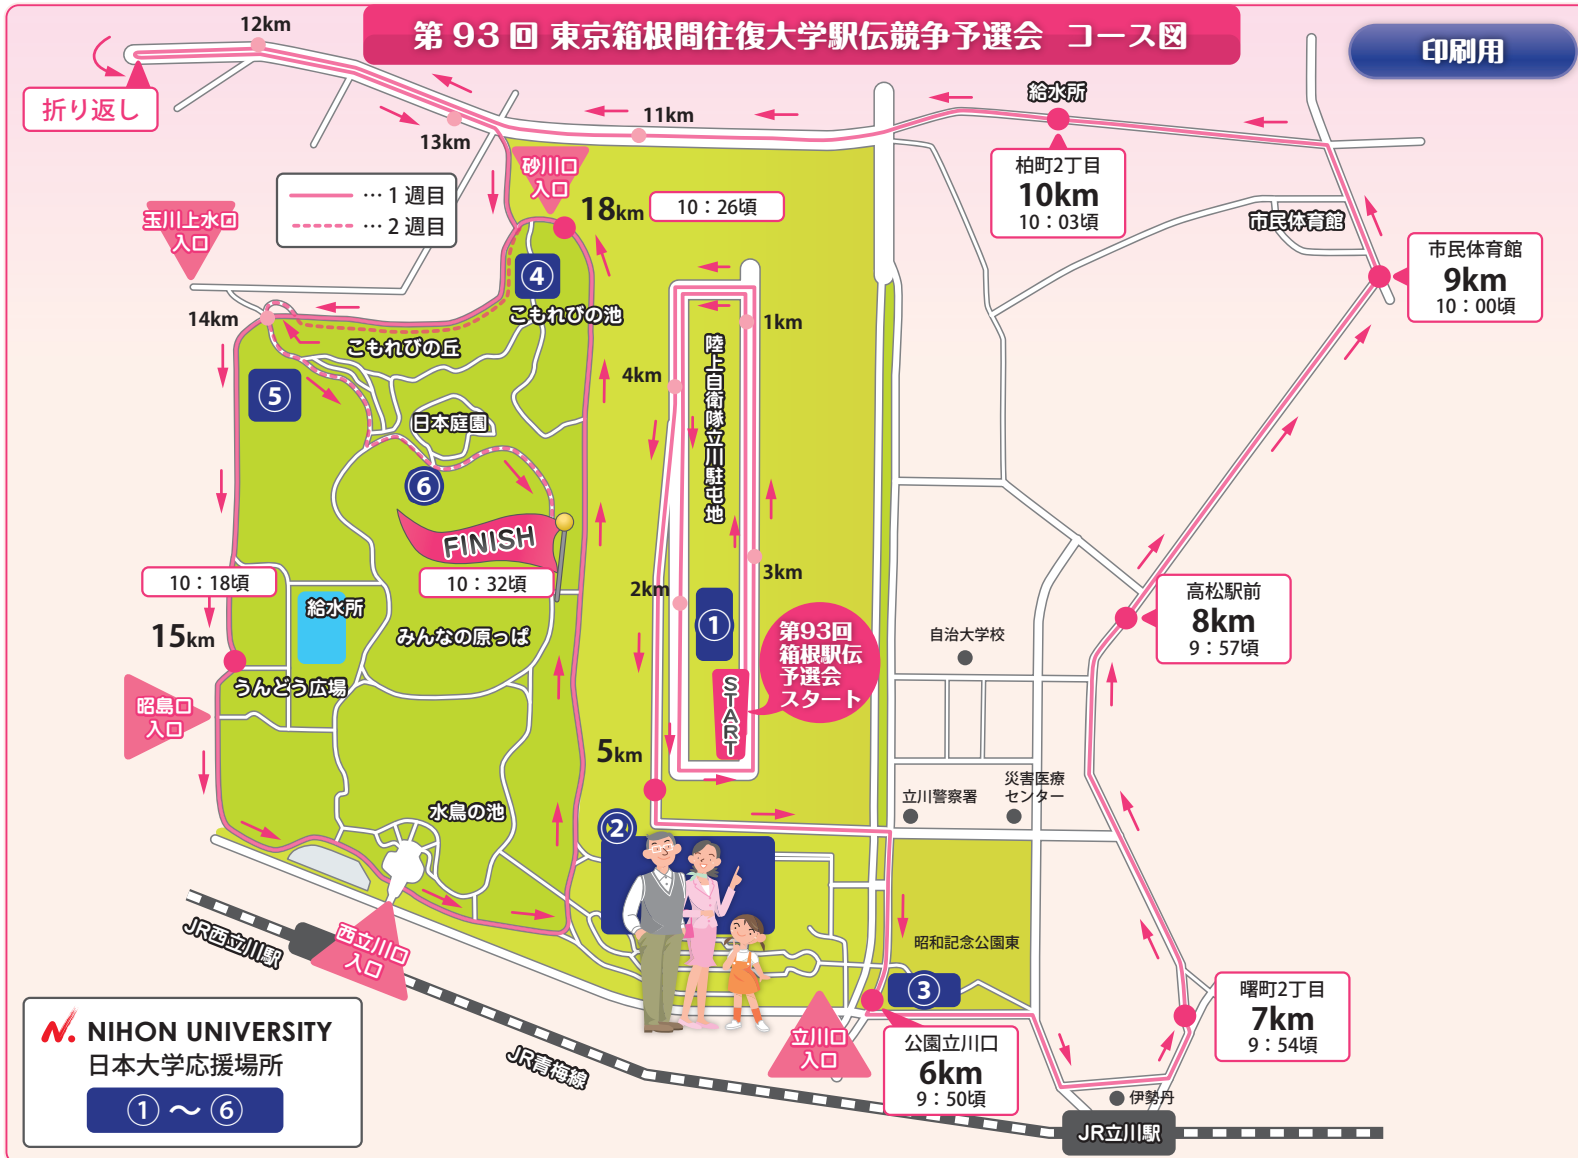 第93回 東京箱根間往復大学駅伝競争予選会 コース図
印刷用
12km
折り返し
13km
11km
給水所
柏町2丁目
10km
10：03頃
市民体育館
市民体育館
9km
10：00頃
… 1 週目
… 2 週目
砂川口
入口
18km
10：26頃
玉川上水口
入口
④
こもれびの池
14km
こもれびの丘
⑤
日本庭園
⑥
FINISH
10：32頃
1km
4km
陸上自衛隊立川駐屯地
3km
2km
①
START
第93回
箱根駅伝
予選会
スタート
10：18頃
15km
給水所
みんなの原っぱ
うんどう広場
昭島口
入口
水鳥の池
5km
②
高松駅前
8km
9：57頃
自治大学校
立川警察署
災害医療
センター
昭和記念公園東
③
曙町2丁目
7km
9：54頃
公園立川口
6km
9：50頃
立川口
入口
西立川口
入口
JR西立川駅
JR青梅線
伊勢丹
JR立川駅
N. NIHON UNIVERSITY
日本大学応援場所
①～⑥